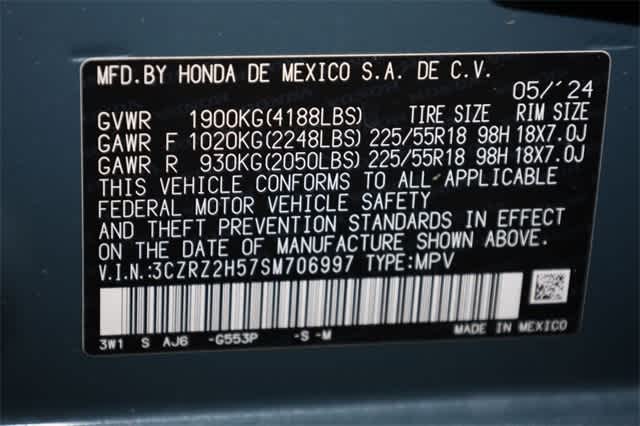 MFD.BY HONDA DE MEXICO S.A. DE C.V.
05/'24
GVWR 1900KG(4188LBS) TIRE SIZE RIM SIZE
GAWR F 1020KG(2248LBS) 225/55R18 98H 18X7.0J
GAWR R 930KG(2050LBS) 225/55R18 98H 18X7.0J
THIS VEHICLE CONFORMS TO ALL APPLICABLE
FEDERAL MOTOR VEHICLE SAFETY
AND THEFT PREVENTION STANDARDS IN EFFECT
ON THE DATE OF MANUFACTURE SHOWN ABOVE.
V.I.N.:3CZRZ2H57SM706997 TYPE:MPV
3W1 S AJ6 -G553P -S -M MADE IN MEXICO